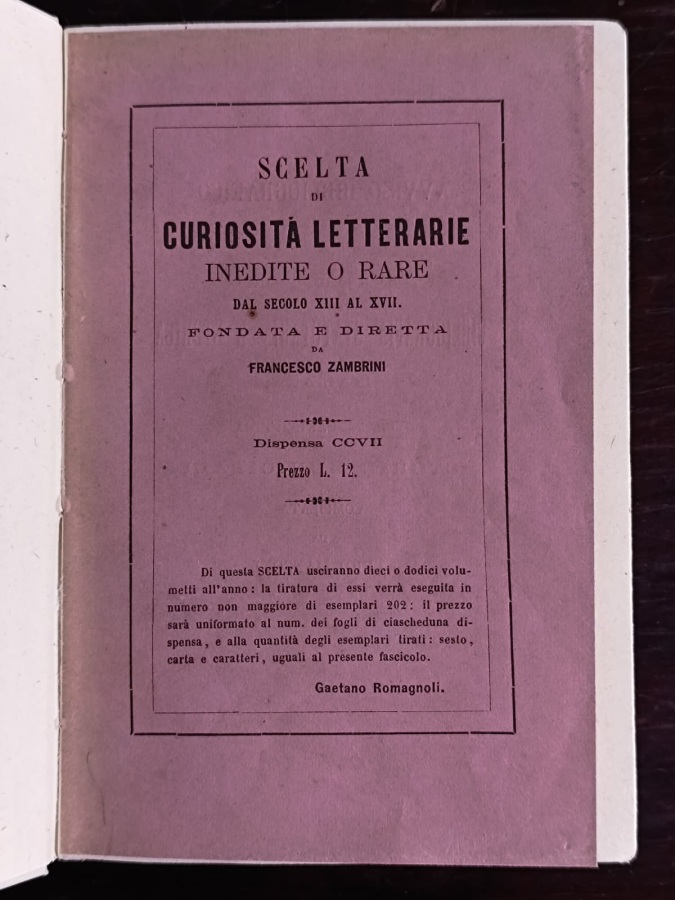 SCELTA
DI
CURIOSITÀ LETTERARIE
INEDITE O RARE
DAL SECOLO XIII AL XVII.
FONDATA E DIRETTA
DA
FRANCESCO ZAMBRINI
Dispensa CCVII
Prezzo L. 12.
Di questa SCELTA usciranno dieci o dodici volu-
metti all'anno: la tiratura di essi verrà eseguita in
numero non maggiore di esemplari 202: il prezzo
sarà uniformato al num. dei fogli di ciascheduna di-
spensa, e alla quantità degli esemplari tirati: sesto,
carta e caratteri, uguali al presente fascicolo.
Gaetano Romagnoli.